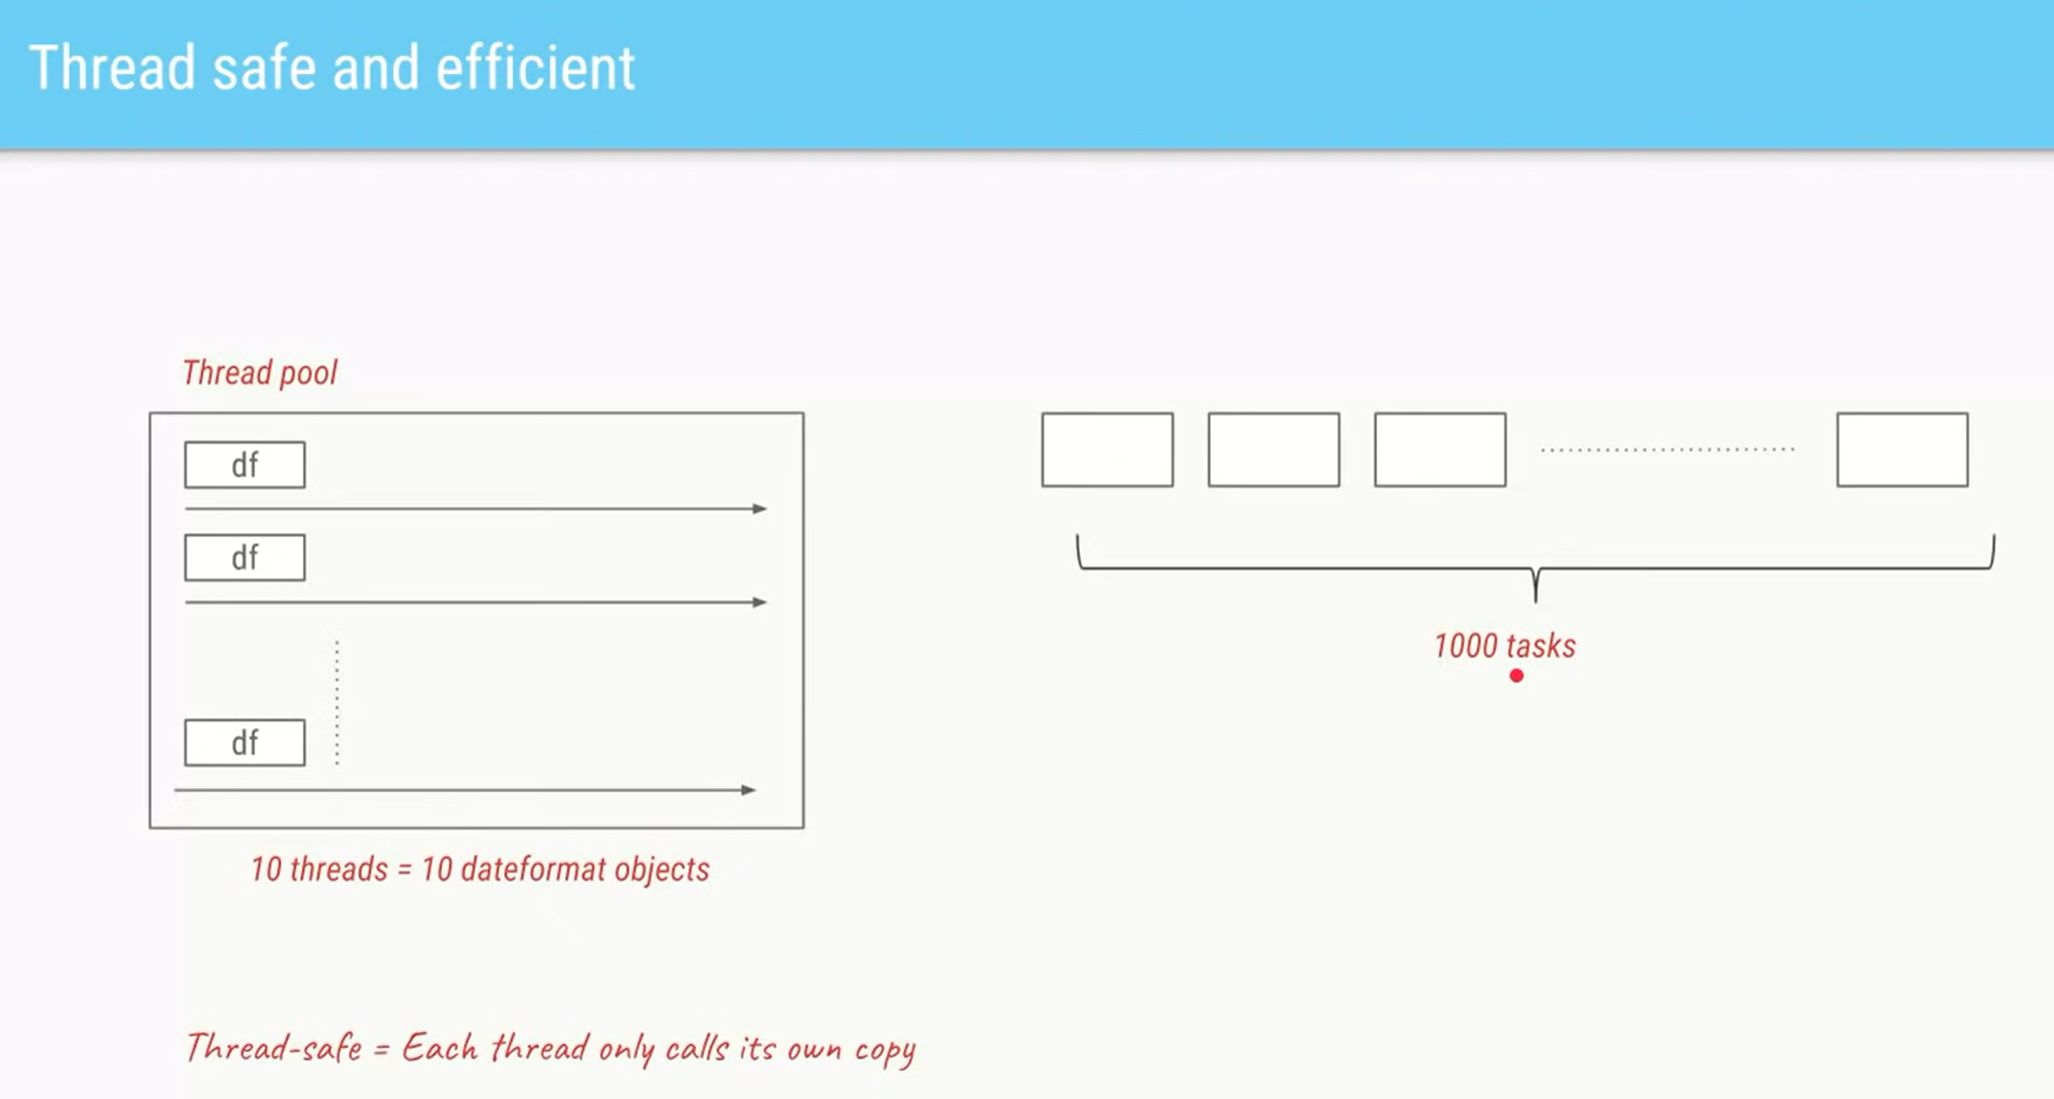 Thread safe and efficient
Thread pool
df
df
df
10 threads = 10 dateformat objects
1000 tasks
Thread-safe = Each thread only calls its own copy